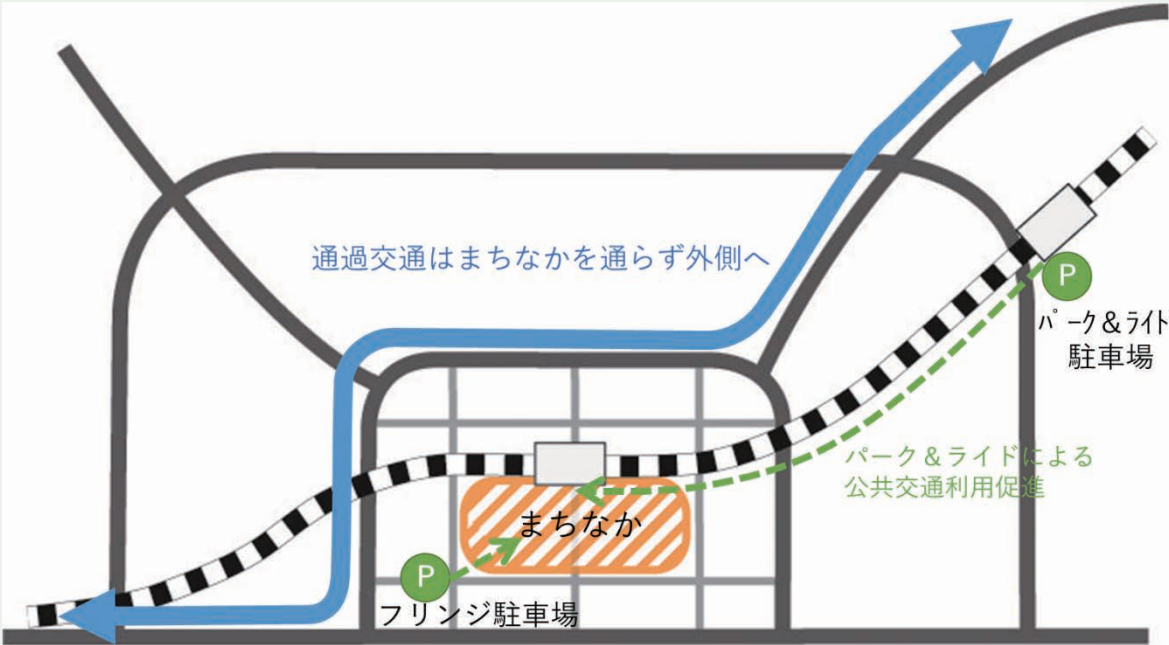 通過交通はまちなかを通らず外側へ
P
パーク＆ライド
駐車場
パーク＆ライドによる
公共交通利用促進
まちなか
P
フリンジ駐車場